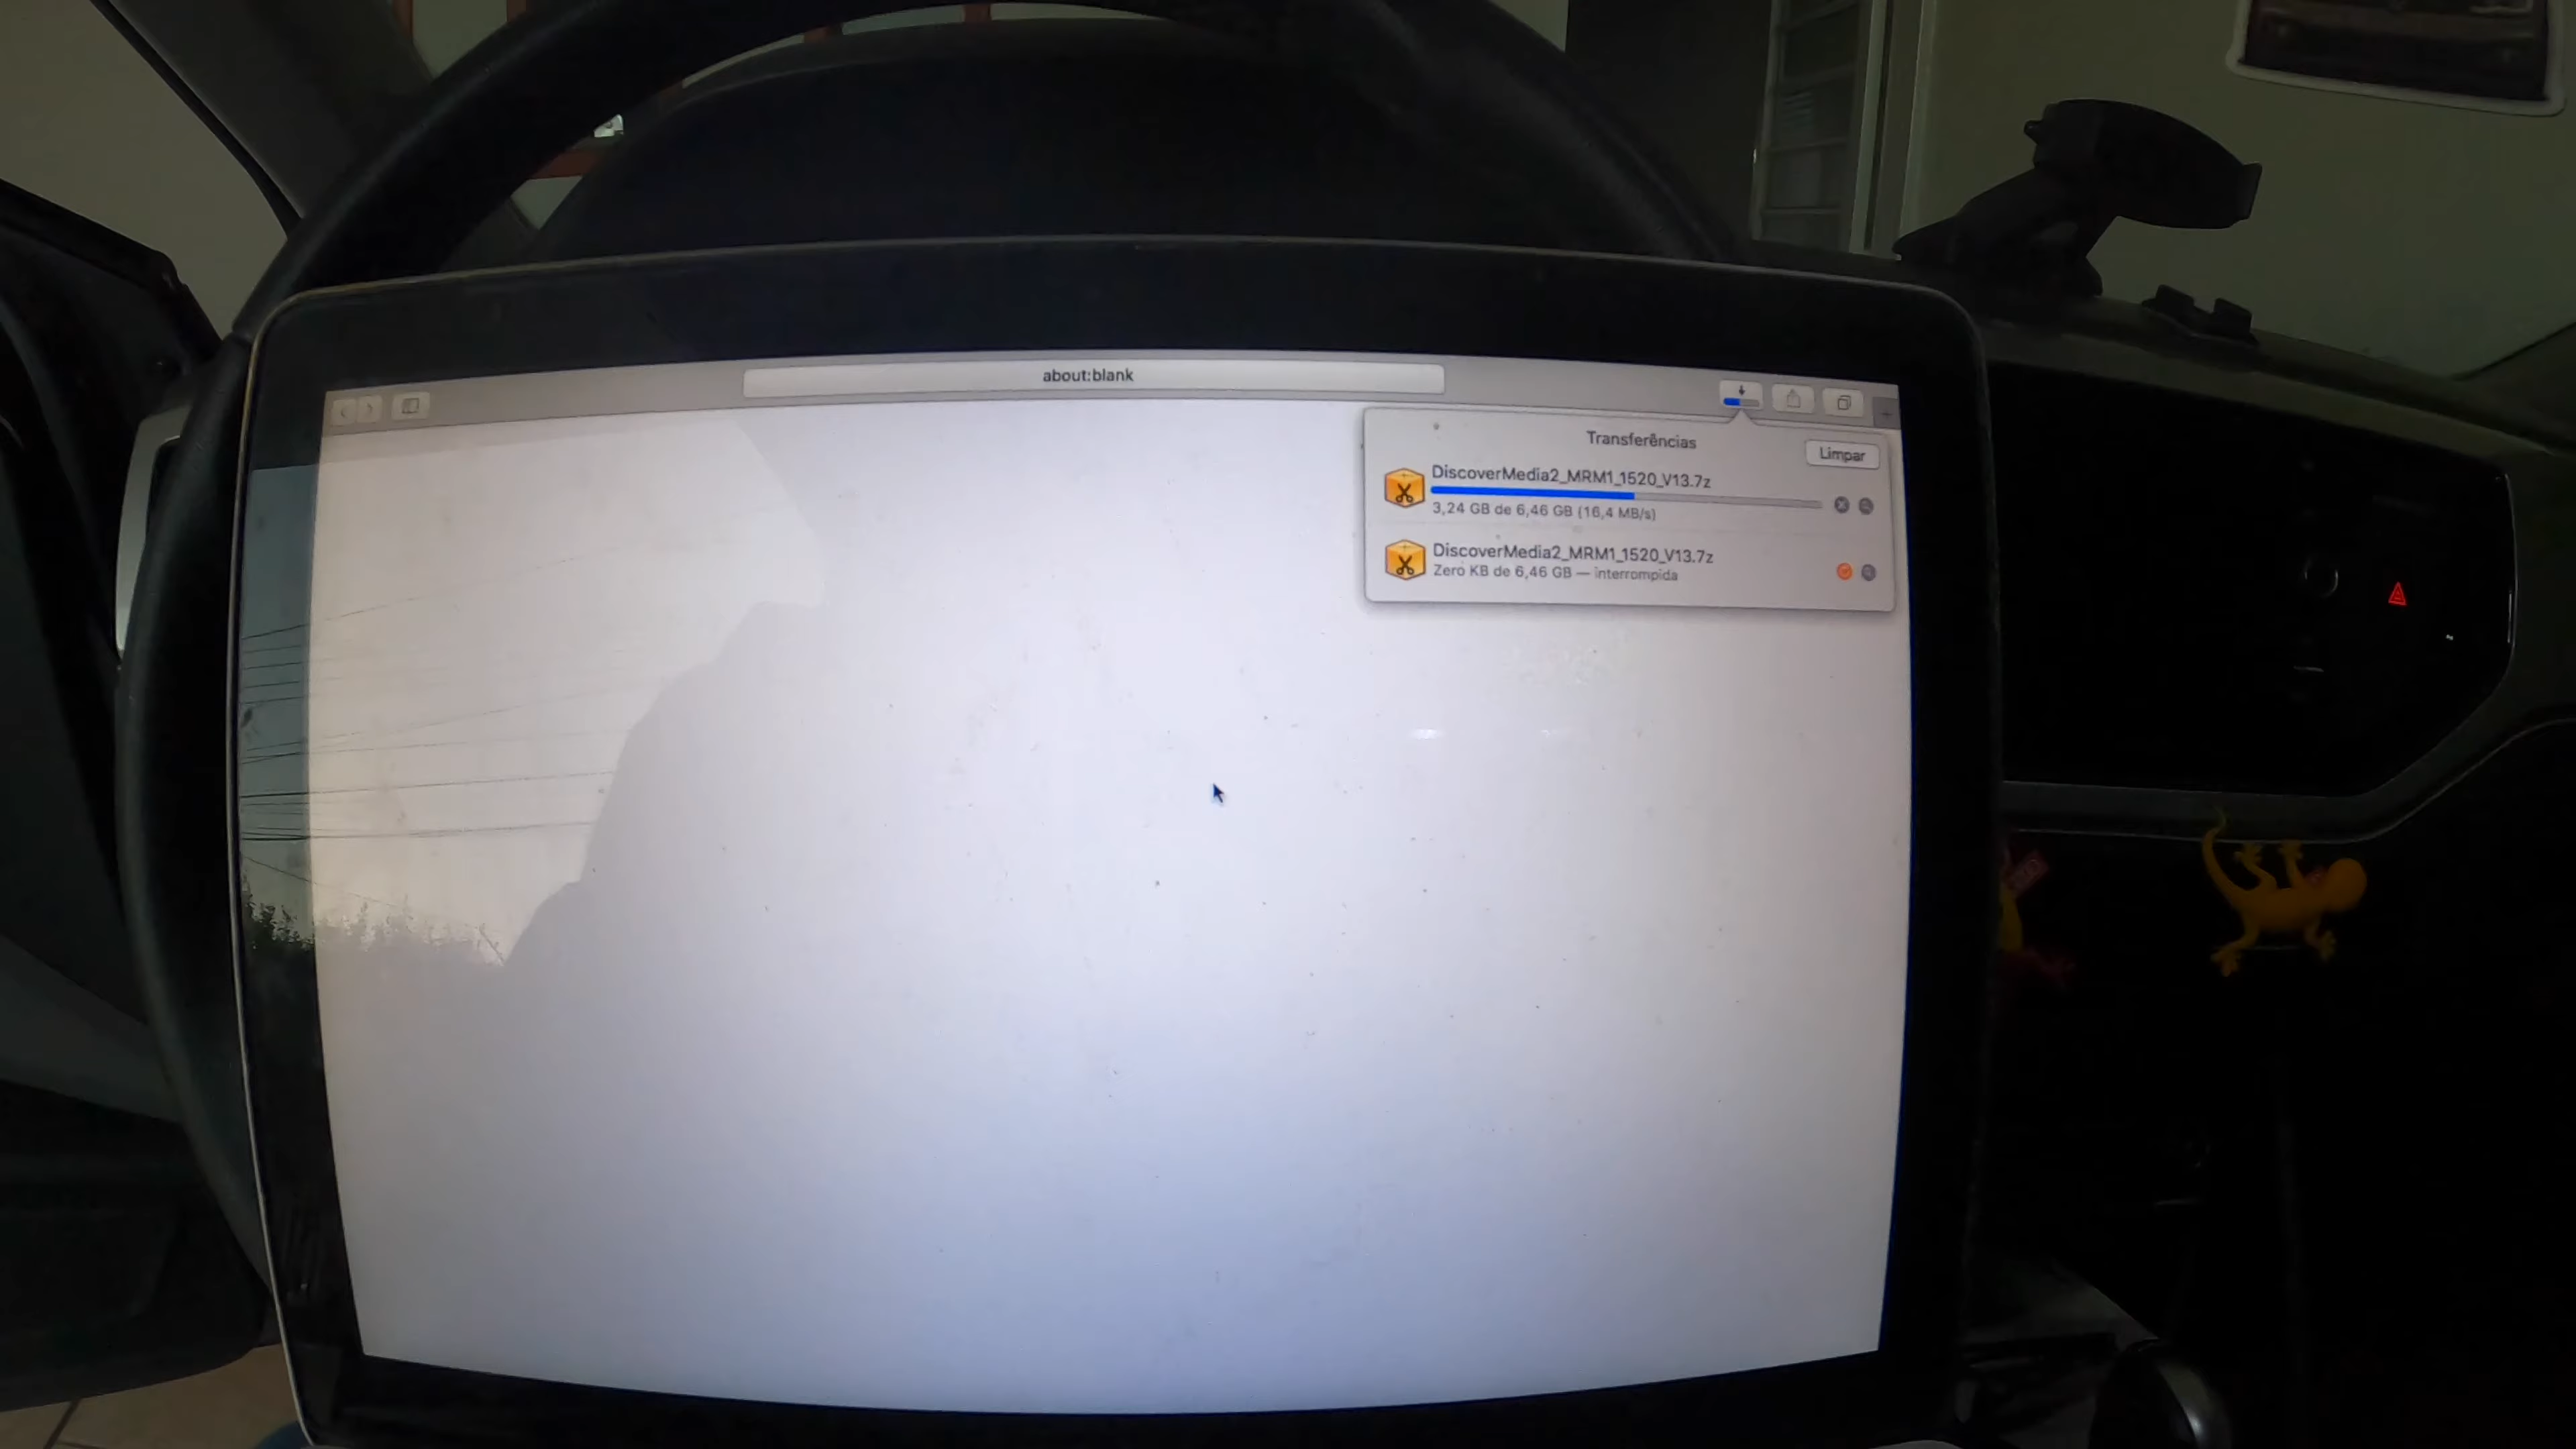 about:blank
Transferências
Limpar
DiscoverMedia2_MRM1_1520_V13.7z
3,24 GB de 6,46 GB (16,4 MB/s)
DiscoverMedia2_MRM1_1520_V13.7z
Zero KB de 6,46 GB — interrompida